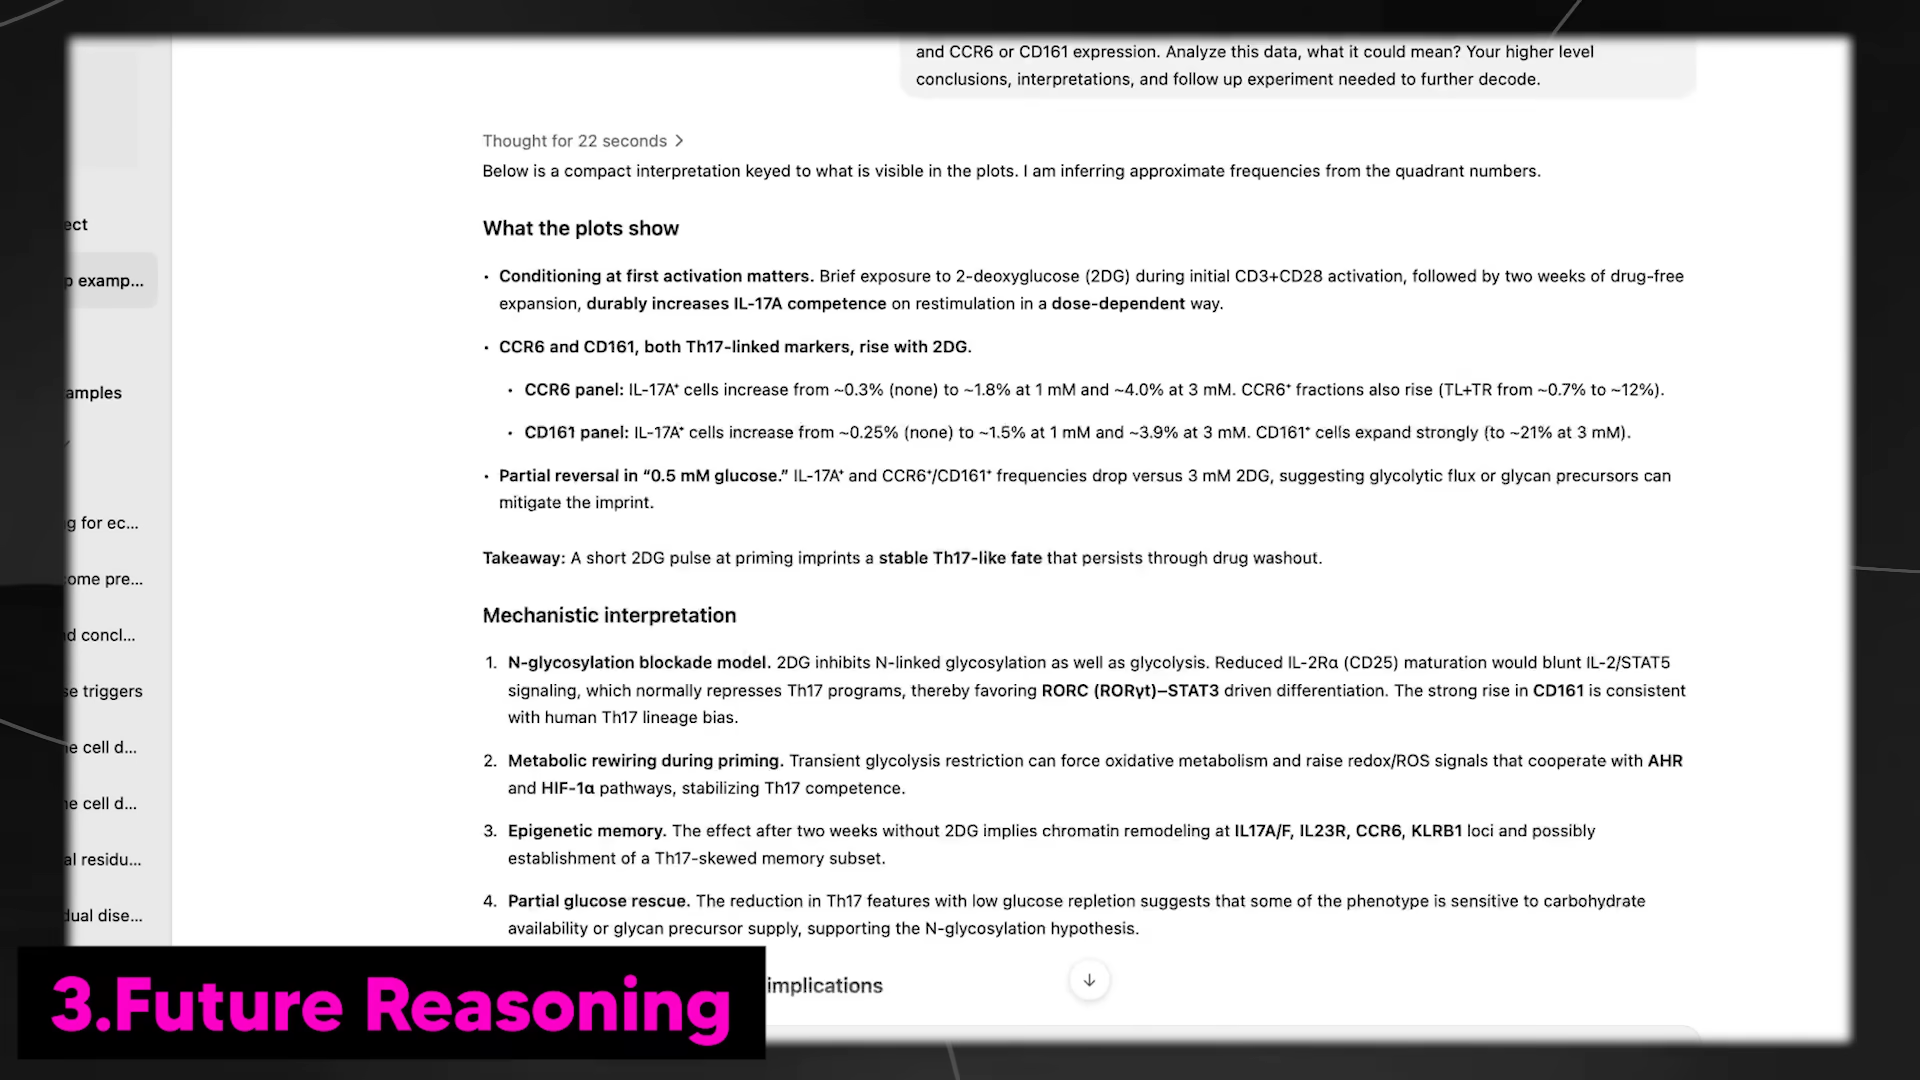 and CCR6 or CD161 expression. Analyze this data, what it could mean? Your higher level
conclusions, interpretations, and follow up experiment needed to further decode.
Thought for 22 seconds >
Below is a compact interpretation keyed to what is visible in the plots. I am inferring approximate frequencies from the quadrant numbers.
What the plots show
• Conditioning at first activation matters. Brief exposure to 2-deoxyglucose (2DG) during initial CD3+CD28 activation, followed by two weeks of drug-free
expansion, durably increases IL-17A competence on restimulation in a dose-dependent way.
• CCR6 and CD161, both Th17-linked markers, rise with 2DG.
• CCR6 panel: IL-17A⁺ cells increase from ~0.3% (none) to ~1.8% at 1 mM and ~4.0% at 3 mM. CCR6⁺ fractions also rise (TL+TR from ~0.7% to ~12%).
• CD161 panel: IL-17A⁺ cells increase from ~0.25% (none) to ~1.5% at 1 mM and ~3.9% at 3 mM. CD161⁺ cells expand strongly (to ~21% at 3 mM).
• Partial reversal in “0.5 mM glucose.” IL-17A⁺ and CCR6⁺/CD161⁺ frequencies drop versus 3 mM 2DG, suggesting glycolytic flux or glycan precursors can
mitigate the imprint.
Takeaway: A short 2DG pulse at priming imprints a stable Th17-like fate that persists through drug washout.
Mechanistic interpretation
1. N-glycosylation blockade model. 2DG inhibits N-linked glycosylation as well as glycolysis. Reduced IL-2Rα (CD25) maturation would blunt IL-2/STAT5
signaling, which normally represses Th17 programs, thereby favoring RORC (RORγt)–STAT3 driven differentiation. The strong rise in CD161 is consistent
with human Th17 lineage bias.
2. Metabolic rewiring during priming. Transient glycolysis restriction can force oxidative metabolism and raise redox/ROS signals that cooperate with AHR
and HIF-1α pathways, stabilizing Th17 competence.
3. Epigenetic memory. The effect after two weeks without 2DG implies chromatin remodeling at IL17A/F, IL23R, CCR6, KLRB1 loci and possibly
establishment of a Th17-skewed memory subset.
4. Partial glucose rescue. The reduction in Th17 features with low glucose repletion suggests that some of the phenotype is sensitive to carbohydrate
availability or glycan precursor supply, supporting the N-glycosylation hypothesis.
implications
ect
p examp...
amples
g for ec...
ome pre...
d concl...
se triggers
e cell d...
e cell d...
al residu...
dual dise...
3.Future Reasoning